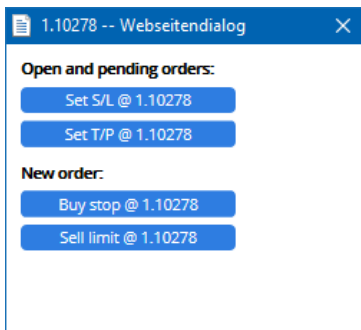 1.10278 -- Webseitendialog
Open and pending orders:
Set S/L @ 1.10278
Set T/P @ 1.10278
New order:
Buy stop @ 1.10278
Sell limit @ 1.10278